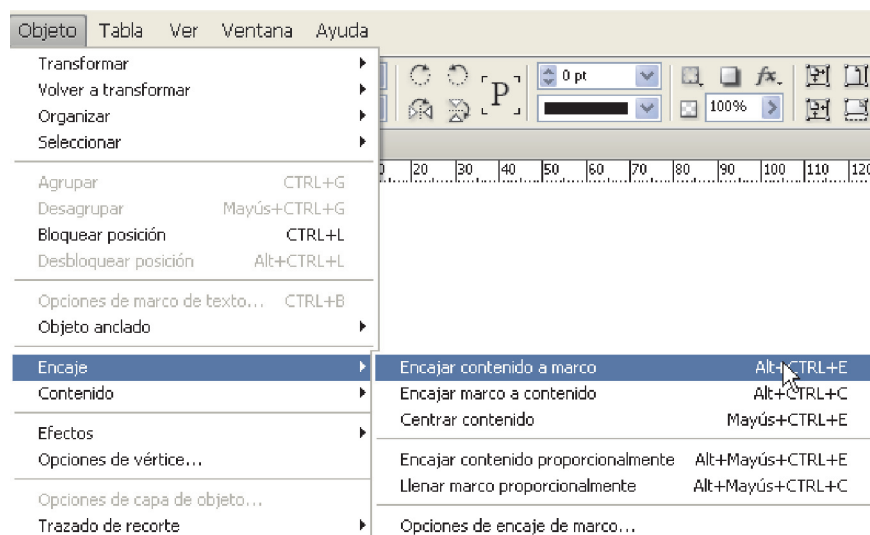 Objeto Tabla Ver Ventana Ayuda
Transformar
Volver a transformar
Organizar
Seleccionar
P
0 pt
fx.
100%
0 20 30 40 50 60 70 80 90 100 110 120
Agrupar CTRL+G
Desagrupar Mayús+CTRL+G
Bloquear posición CTRL+L
Desbloquear posición Alt+CTRL+L
Opciones de marco de texto... CTRL+B
Objeto anclado
Encaje
Contenido
Efectos
Opciones de vértice...
Opciones de capa de objeto...
Trazado de recorte
Encajar contenido a marco Alt+CTRL+E
Encajar marco a contenido Alt+CTRL+C
Centrar contenido Mayús+CTRL+E
Encajar contenido proporcionalmente Alt+Mayús+CTRL+E
Llenar marco proporcionalmente Alt+Mayús+CTRL+C
Opciones de encaje de marco...